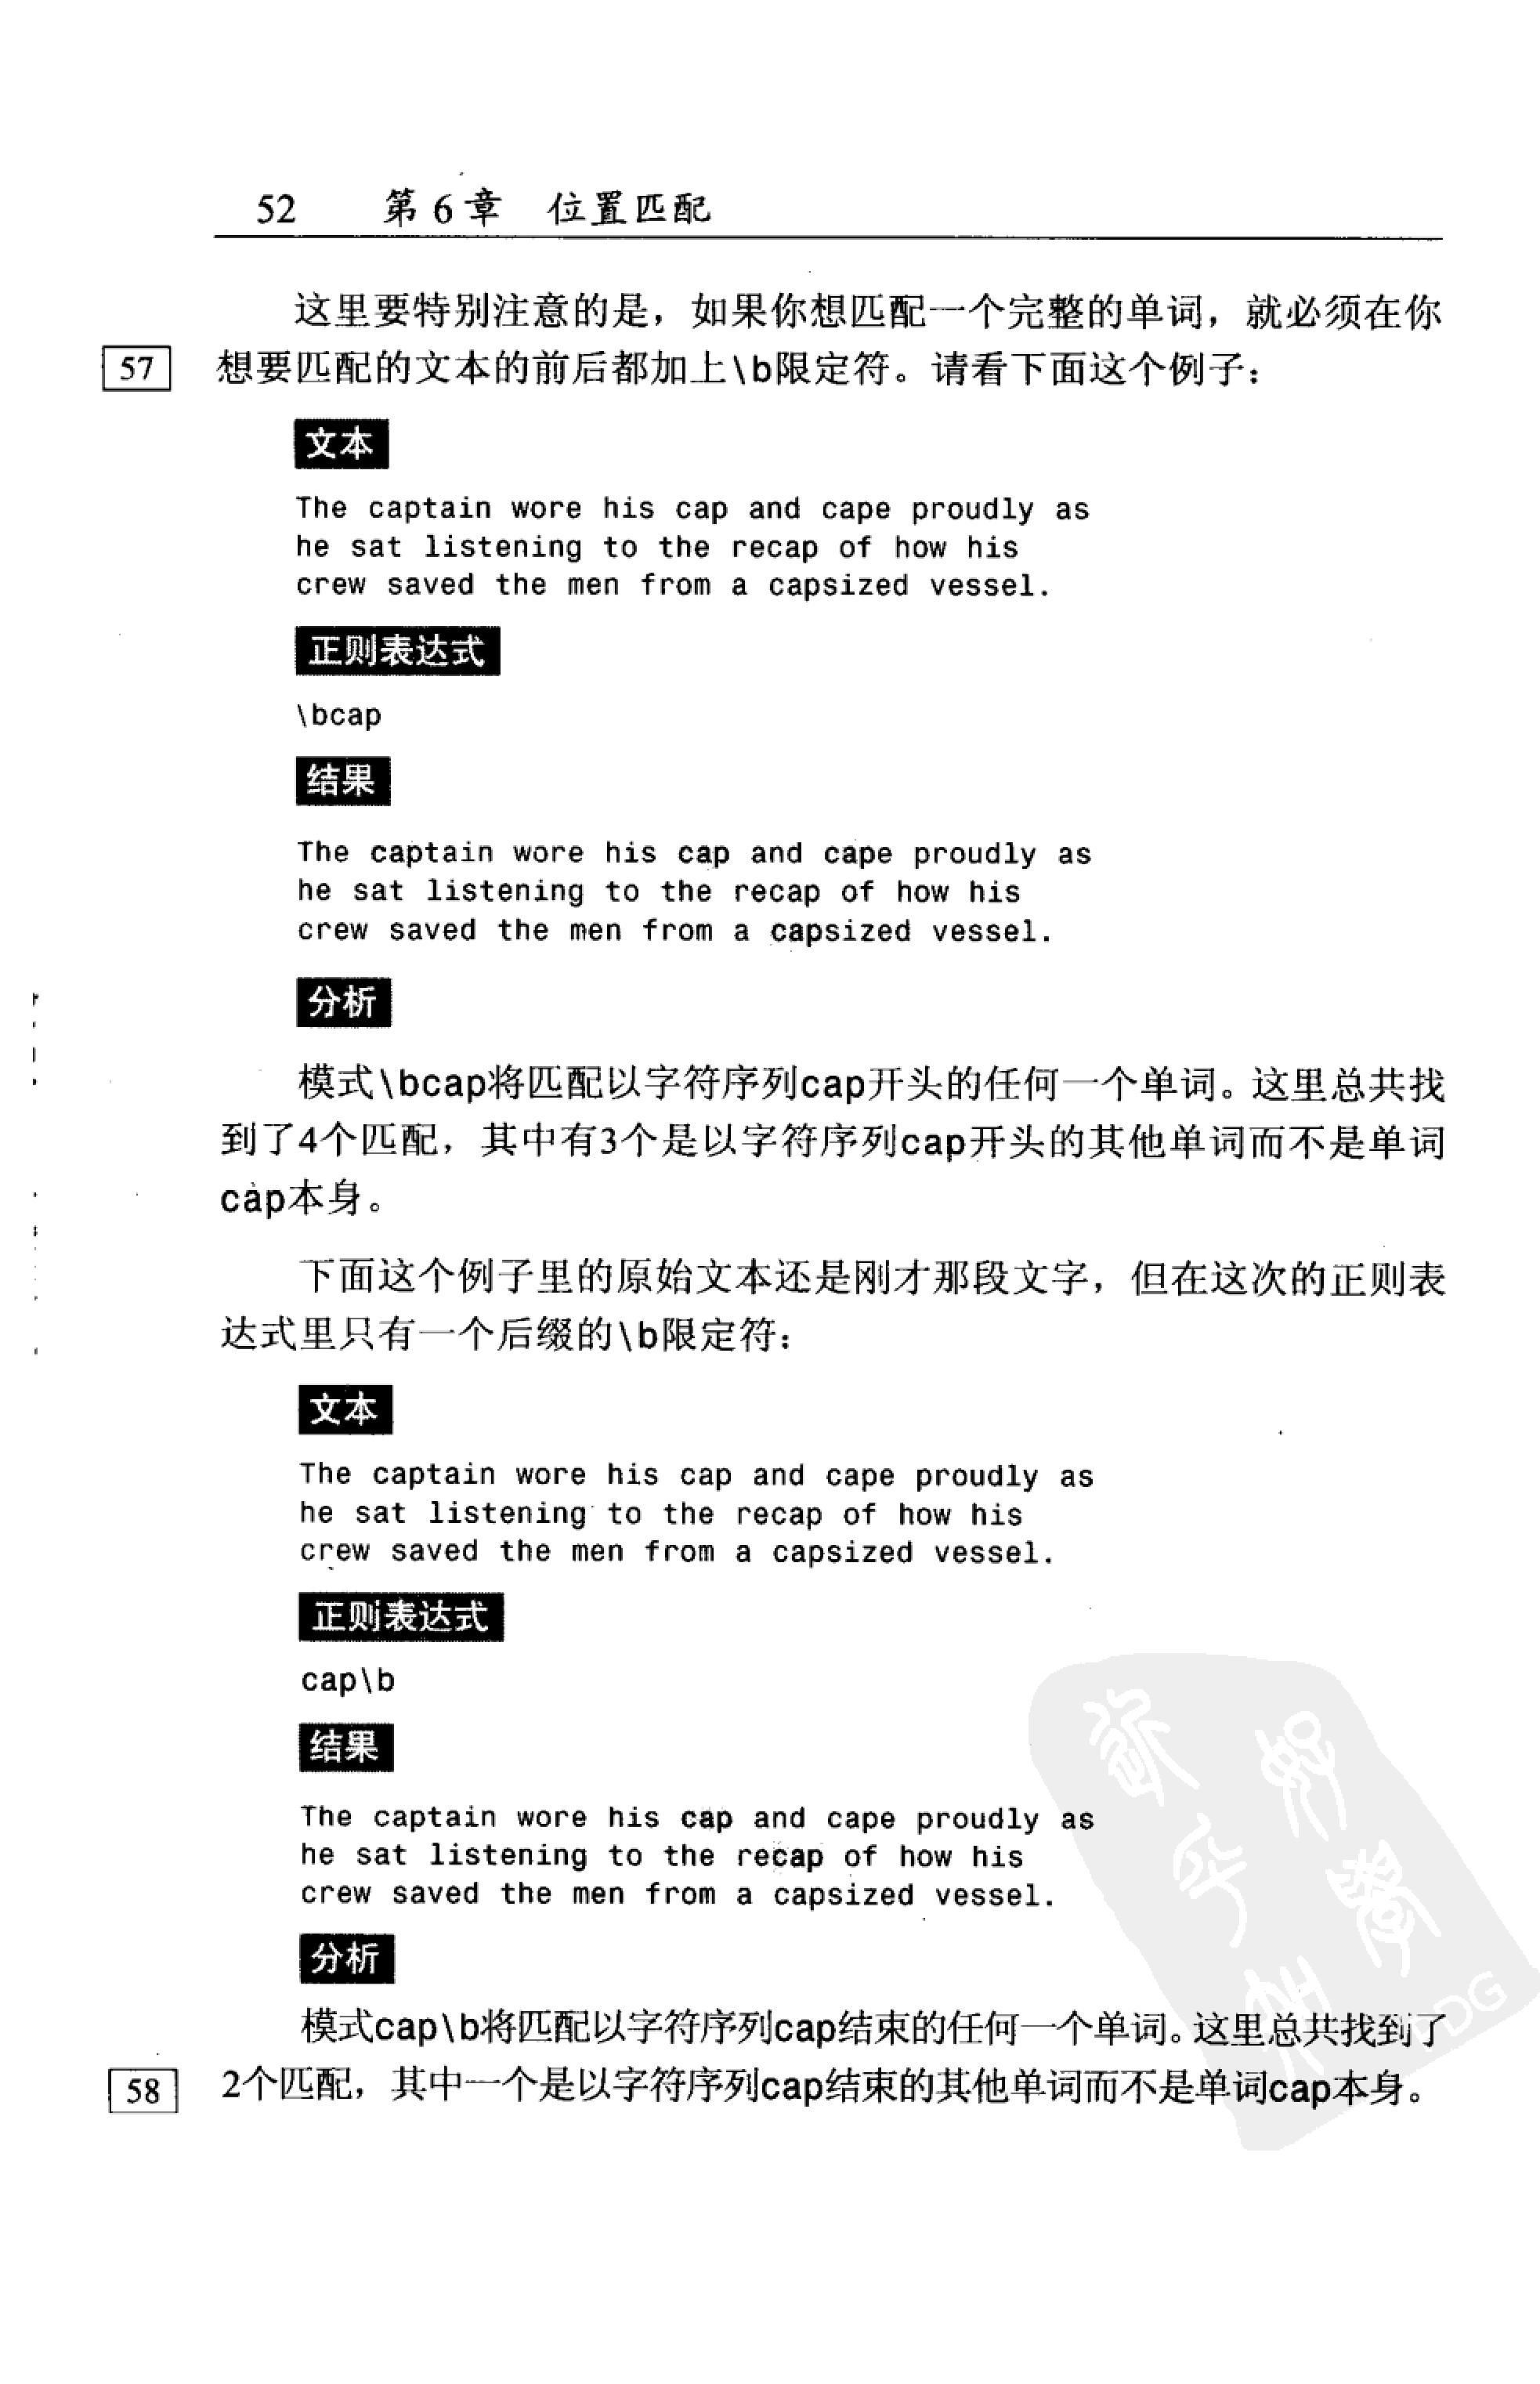 52 第6章 位置匹配
这里要特别注意的是，如果你想匹配一个完整的单词，就必须在你
57 想要匹配的文本的前后都加上\b限定符。请看下面这个例子：
文本
The captain wore his cap and cape proudly as
he sat listening to the recap of how his
crew saved the men from a capsized vessel.
正则表达式
\bcap
结果
The captain wore his cap and cape proudly as
he sat listening to the recap of how his
crew saved the men from a capsized vessel.
分析
模式\bcap将匹配以字符序列cap开头的任何一个单词。这里总共找
到了4个匹配，其中有3个是以字符序列cap开头的其他单词而不是单词
cap本身。
下面这个例子里的原始文本还是刚才那段文字，但在这次的正则表
达式里只有一个后缀的\b限定符：
文本
The captain wore his cap and cape proudly as
he sat listening to the recap of how his
crew saved the men from a capsized vessel.
正则表达式
cap\b
结果
The captain wore his cap and cape proudly as
he sat listening to the recap of how his
crew saved the men from a capsized vessel.
分析
模式cap\b将匹配以字符序列cap结束的任何一个单词。这里总共找到了
58 2个匹配，其中一个是以字符序列cap结束的其他单词而不是单词cap本身。